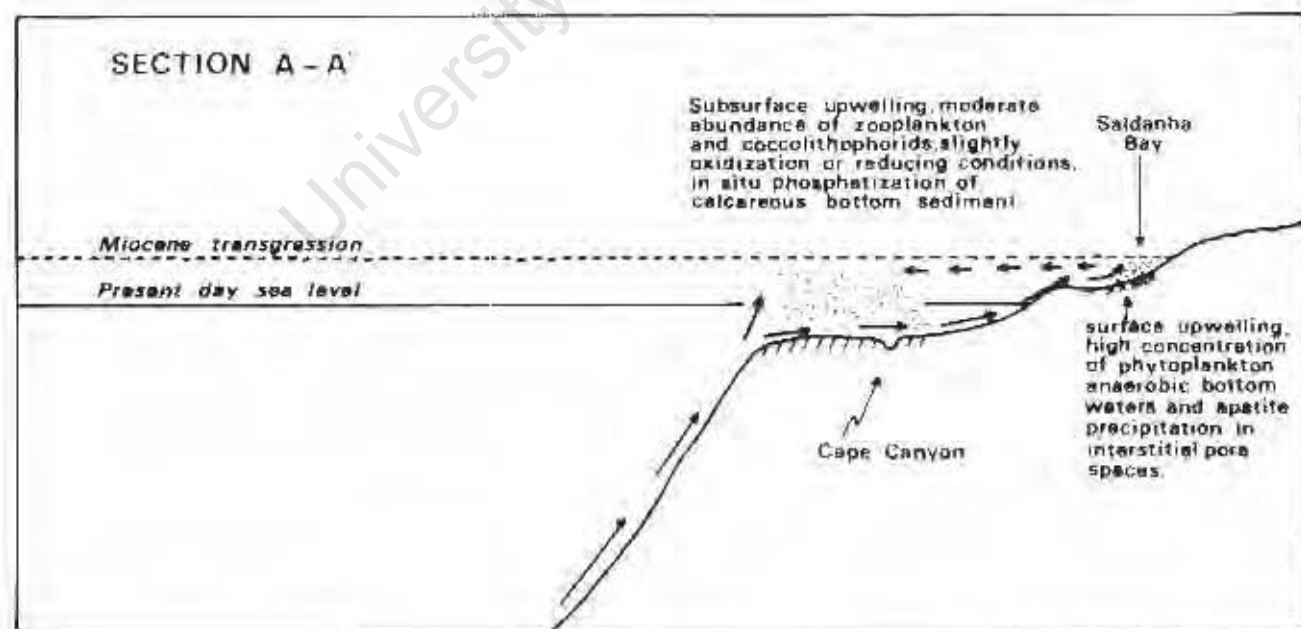 University
SECTION A-A'
Subsurface upwelling, moderate
abundance of zooplankton
and coccolithophorids, slightly
oxidization or reducing conditions,
in situ phosphatization of
calcareous bottom sediment
Saldanha
Bay
Miocene transgression
Present day sea level
surface upwelling,
high concentration
of phytoplankton
anaerobic bottom
waters and apatite
precipitation in
interstitial pore
spaces.
Cape Canyon